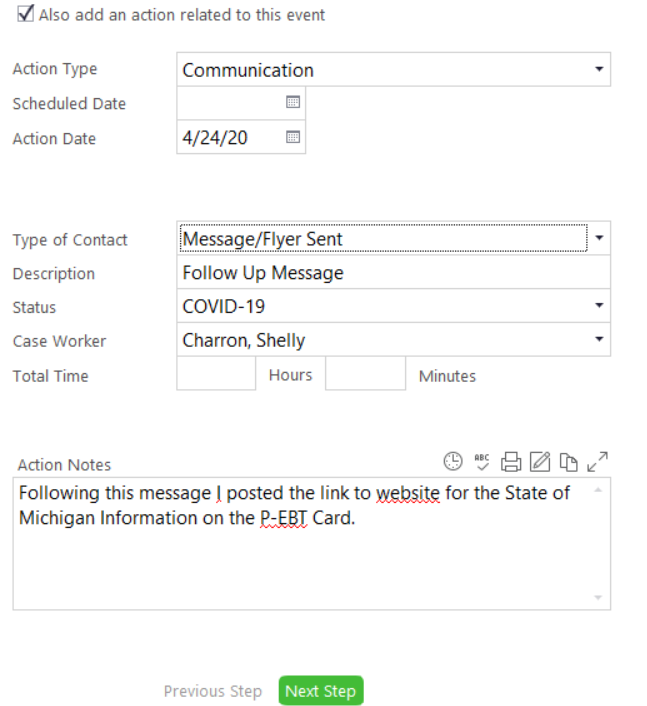 Also add an action related to this event
Action Type Communication
Scheduled Date
Action Date 4/24/20
Type of Contact Message/Flyer Sent
Description Follow Up Message
Status COVID-19
Case Worker Charron, Shelly
Total Time Hours Minutes
Action Notes ABC
Following this message I posted the link to website for the State of
Michigan Information on the P-EBT Card.
Previous Step Next Step